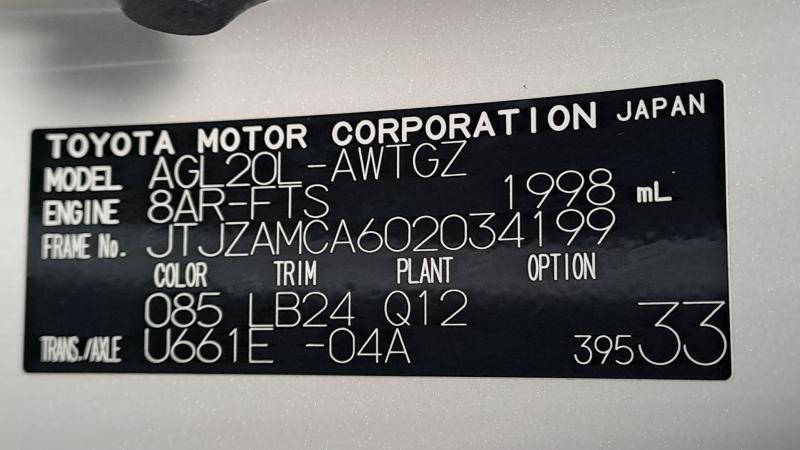 TOYOTA MOTOR CORPORATION JAPAN
MODEL AGL20L-AWTGZ
ENGINE 8AR-FTS 1998 mL
FRAME No. JTJZAMCA602034199
COLOR TRIM PLANT OPTION
085 LB24 Q12
TRANS./AXLE U661E -04A 395 33